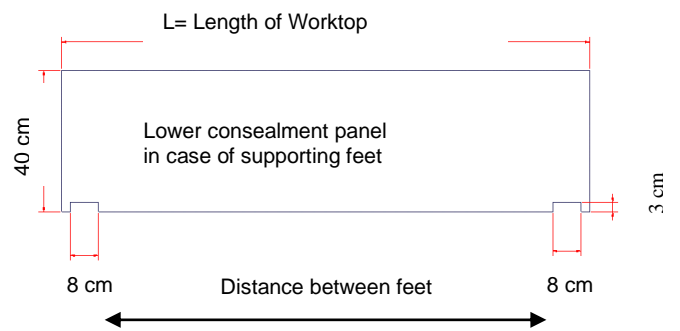 L= Length of Worktop
40 cm
Lower consealment panel
in case of supporting feet
3 cm
8 cm
Distance between feet
8 cm